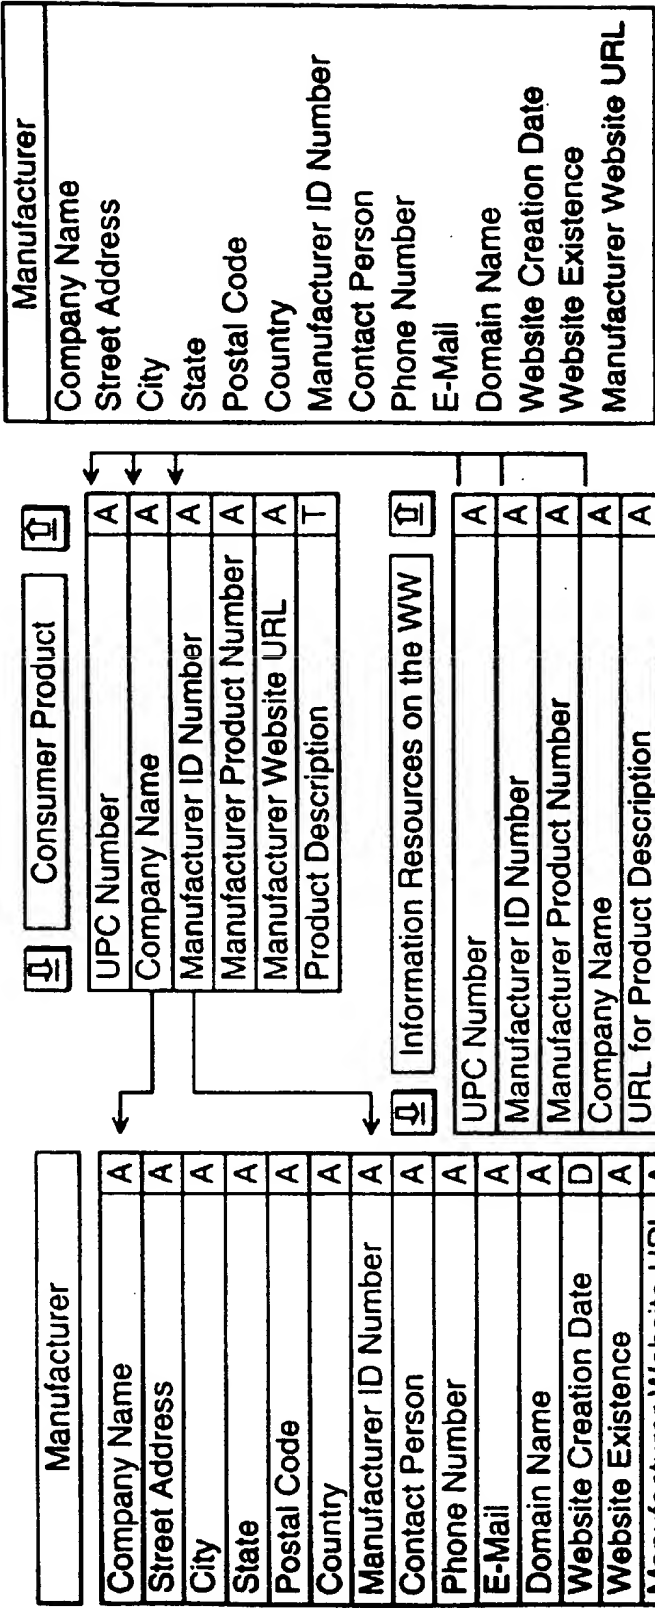 Manufacturer
Company Name A
Street Address A
City A
State A
Postal Code A
Country A
Manufacturer ID Number A
Contact Person A
Phone Number A
E-Mail A
Domain Name A
Website Creation Date D
Website Existence A
Manufacturer Website URL A
Consumer Product
UPC Number A
Company Name A
Manufacturer ID Number A
Manufacturer Product Number A
Manufacturer Website URL A
Product Description T
Information Resources on the WW
UPC Number A
Manufacturer ID Number A
Manufacturer Product Number A
Company Name A
URL for Product Description A
Manufacturer
Company Name
Street Address
City
State
Postal Code
Country
Manufacturer ID Number
Contact Person
Phone Number
E-Mail
Domain Name
Website Creation Date
Website Existence
Manufacturer Website URL